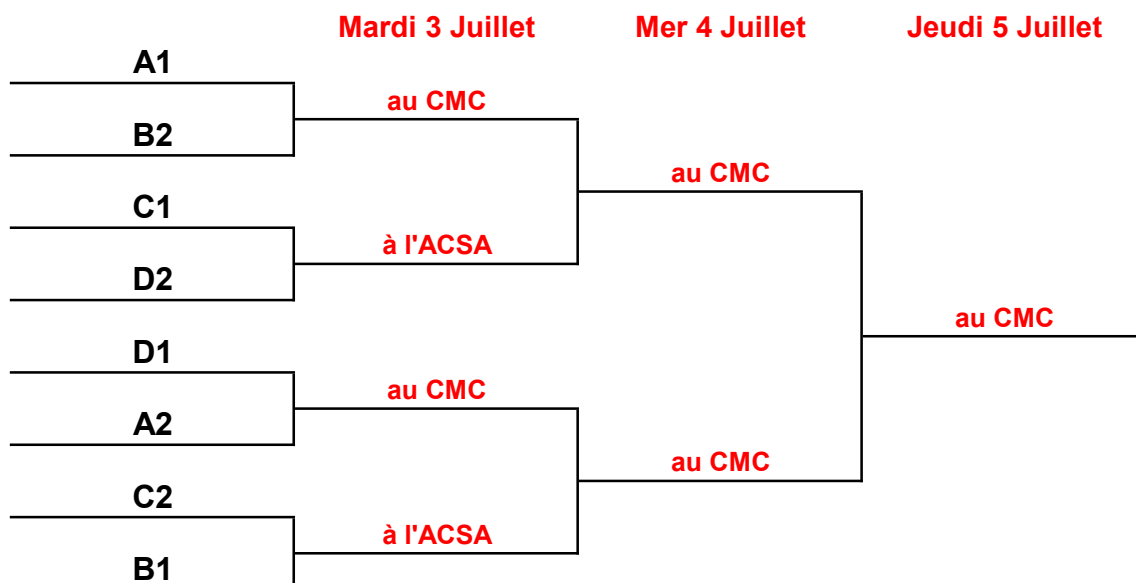 Mardi 3 Juillet
Mer 4 Juillet
Jeudi 5 Juillet
A1
au CMC
B2
au CMC
C1
à l'ACSA
D2
au CMC
D1
au CMC
A2
au CMC
C2
à l'ACSA
B1